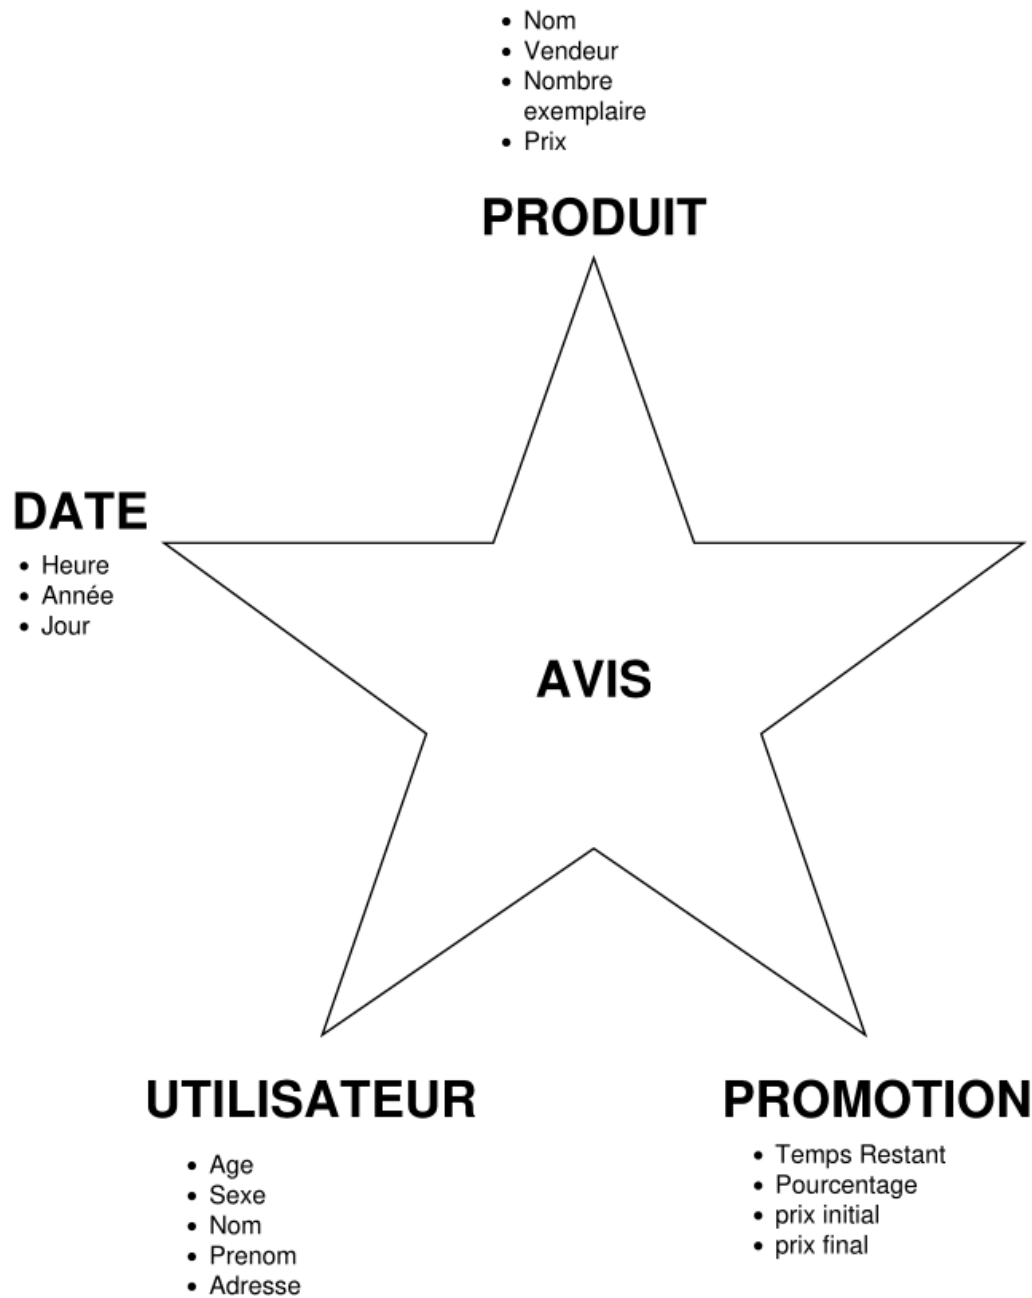 • Nom
• Vendeur
• Nombre
exemplaire
• Prix
PRODUIT
DATE
• Heure
• Année
• Jour
AVIS
UTILISATEUR
• Age
• Sexe
• Nom
• Prenom
• Adresse
PROMOTION
• Temps Restant
• Pourcentage
• prix initial
• prix final